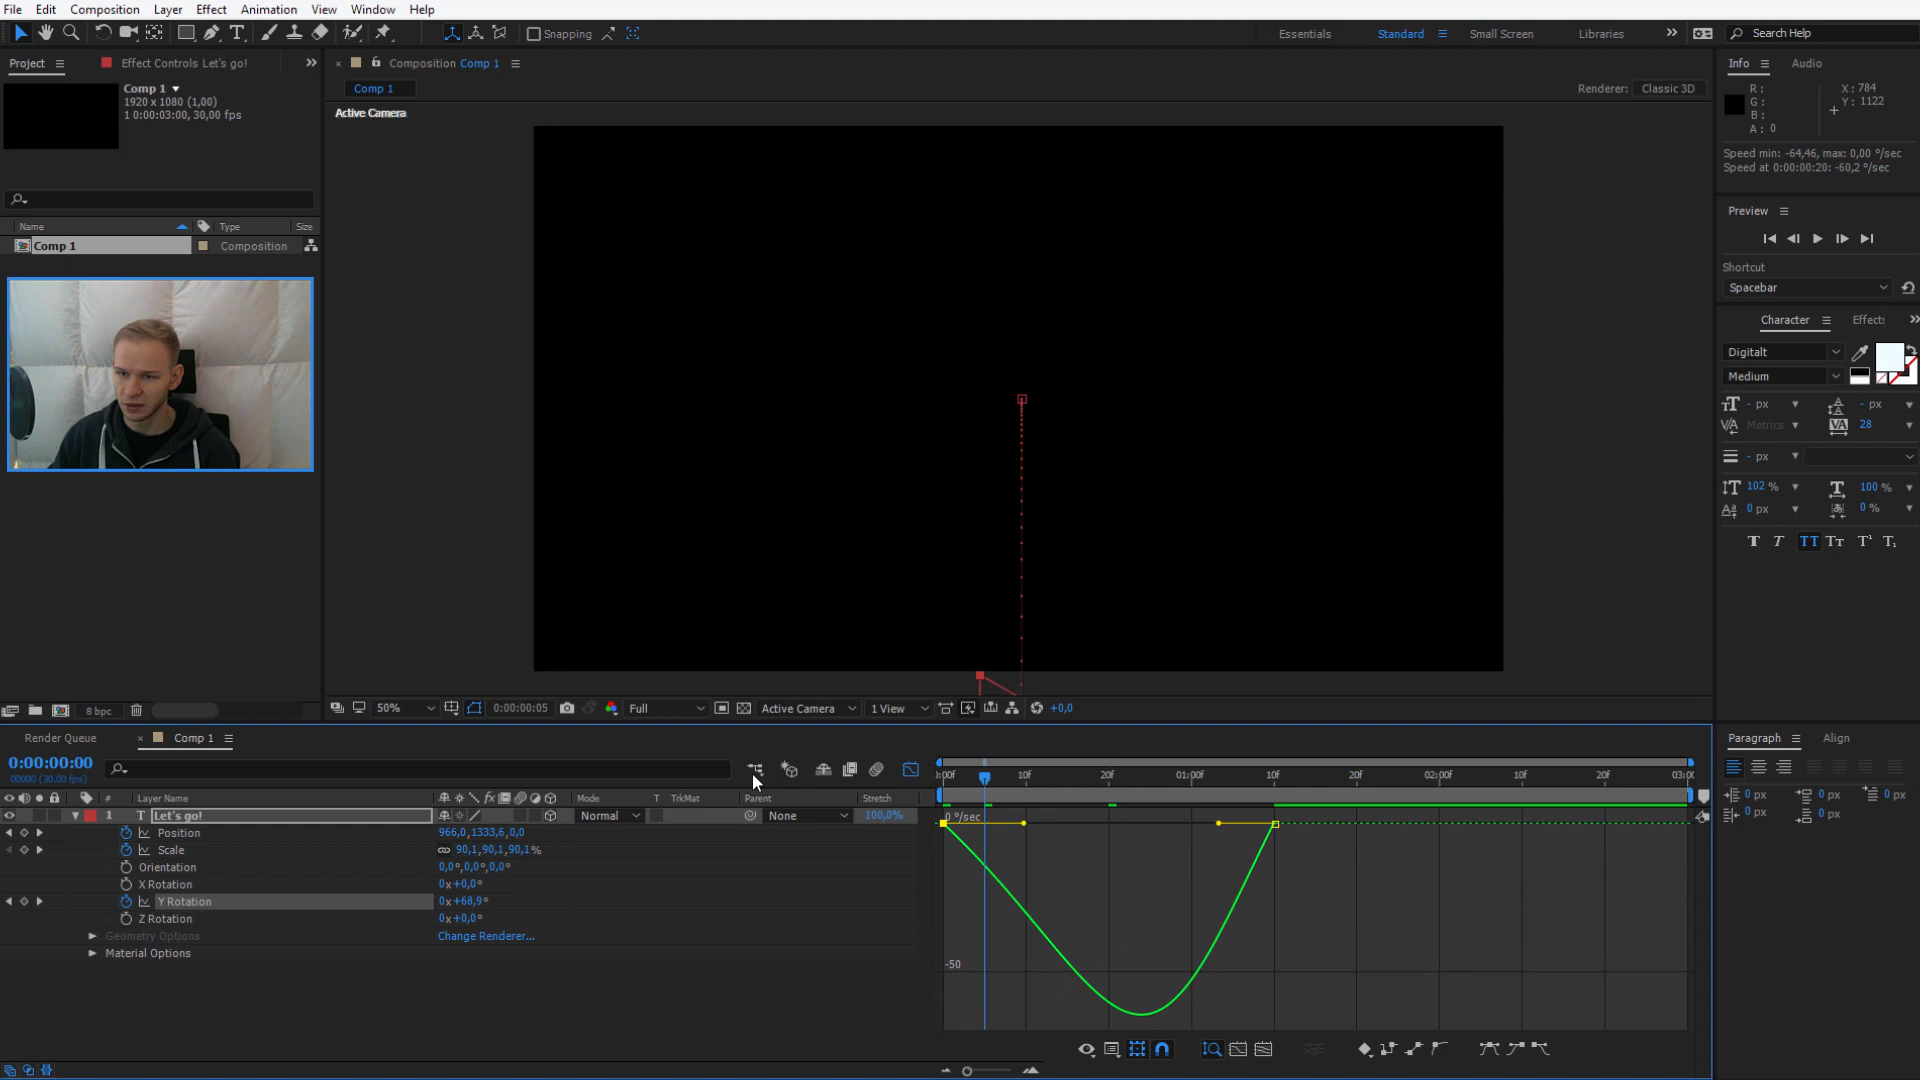 File Edit Composition Layer Effect Animation View Window Help
Snapping
Essentials Standard Small Screen Libraries Search Help
Project Effect Controls Let's go!
Composition Comp 1
Info Audio
Comp 1
1920 x 1080 (1,00)
1 0:00:03:00, 30,00 fps
Comp 1
Renderer: Classic 3D
Active Camera
R: X: 784
G: Y: 1122
B:
A: 0
Speed min: -64,46, max: 0,00 °/sec
Speed at 0:00:00:20: -60,2 °/sec
Preview
Shortcut
Spacebar
Name Type Size
Comp 1 Composition
Character Effects
Digitalt
Medium
- px - px
Metrics 28
- px
102 % 100 %
0 px 0 %
8 bpc
50% 0:00:00:05 Full Active Camera 1 View +0,0
Render Queue Comp 1
Paragraph Align
0:00:00:00
00000 (30.00 fps)
# Layer Name Mode T TrkMat Parent Stretch
1 T Let's go! Normal None 100,0%
Position 966,0,1333,6,0,0
Scale 90,1,90,1,90,1%
Orientation 0,0°,0,0°,0,0°
X Rotation 0x+0,0°
Y Rotation 0x+68,9°
Z Rotation 0x+0,0°
Geometry Options Change Renderer...
Material Options
0:00f 10f 20f 01:00f 10f 20f 02:00f 10f 20f 03:0
0 °/sec
-50
0 px 0 px 0 px
0 px 0 px